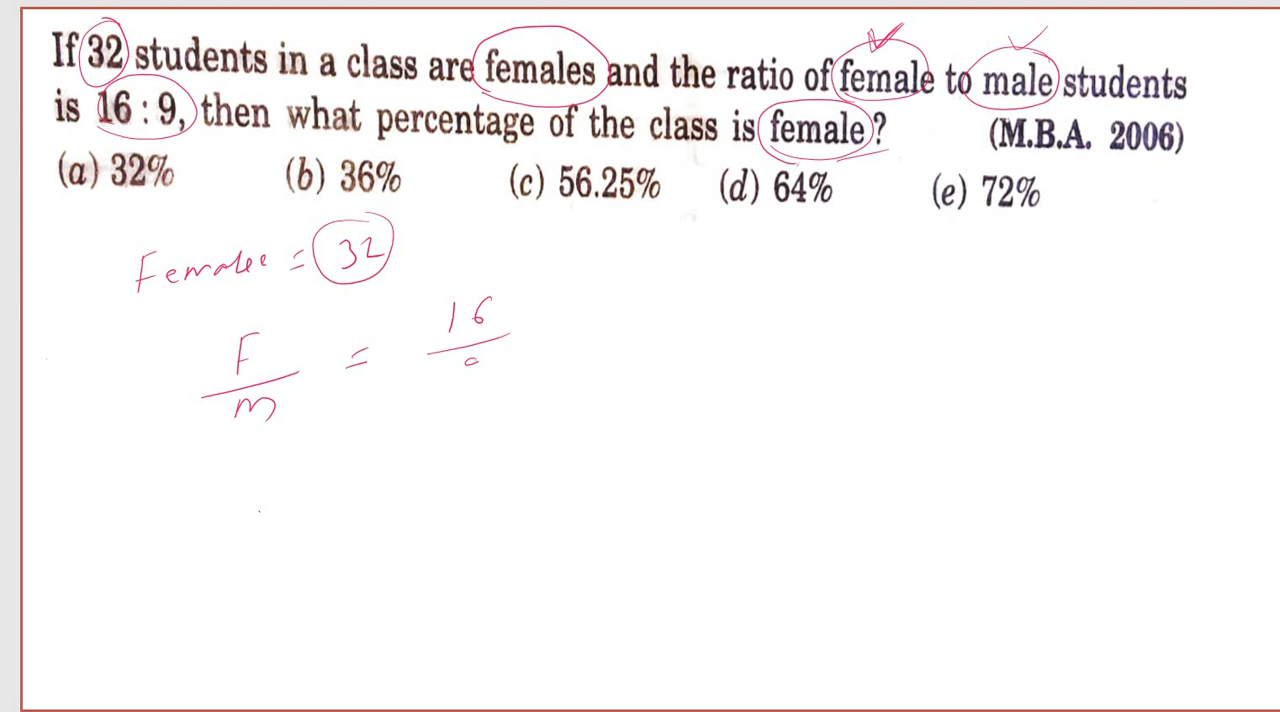 If 32 students in a class are females and the ratio of female to male students
is 16 : 9, then what percentage of the class is female ? (M.B.A. 2006)
(a) 32% (b) 36% (c) 56.25% (d) 64% (e) 72%
Females = 32
F = 16
m